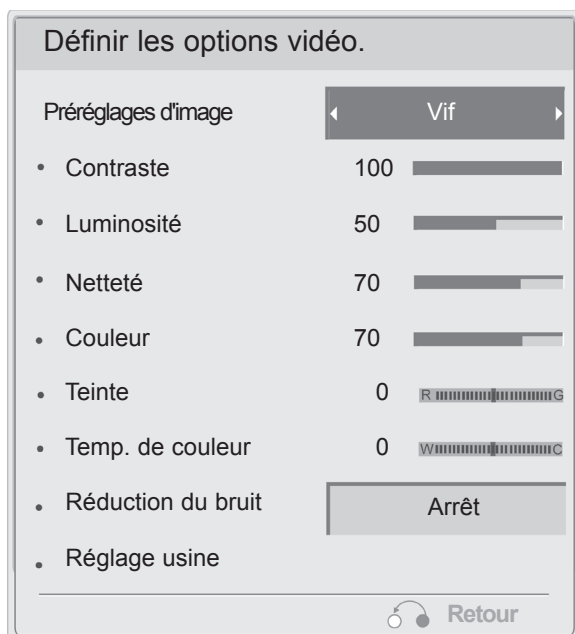 Définir les options vidéo.
Préréglages d'image Vif
• Contraste 100
• Luminosité 50
• Netteté 70
• Couleur 70
• Teinte 0 R G
• Temp. de couleur 0 W C
• Réduction du bruit Arrêt
• Réglage usine
Retour